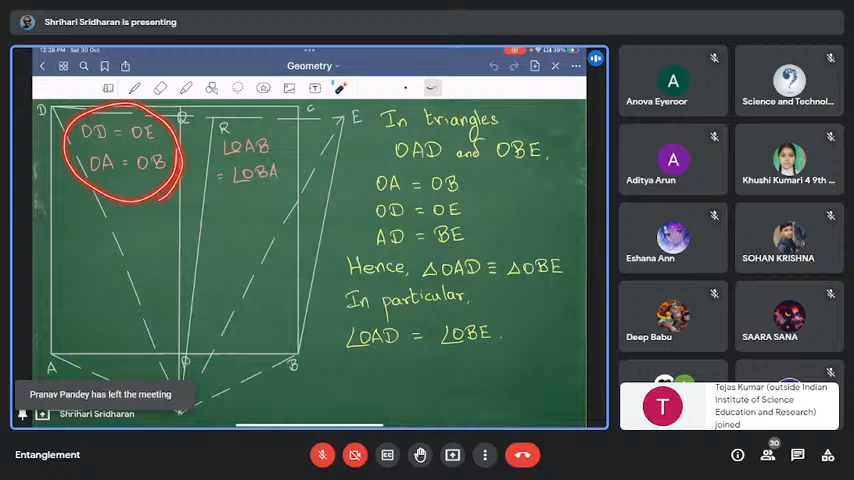 Shrihari Sridharan is presenting
12:28 PM Sat 30 Oct
39%
Geometry
D
Q
R
C
E
OD = OE
OA = OB
∠OAB
= ∠OBA
A
P
B
In triangles
OAD and OBE,
OA = OB
OD = OE
AD = BE
Hence, △OAD ≡ △OBE
In particular,
∠OAD = ∠OBE.
Pranav Pandey has left the meeting
Shrihari Sridharan
A
Anova Eyeroor
Science and Technol...
A
Aditya Arun
Khushi Kumari 4 9th ...
Eshana Ann
SOHAN KRISHNA
Deep Babu
SAARA SANA
T
Tejas Kumar (outside Indian
Institute of Science
Education and Research)
joined
Entanglement
30